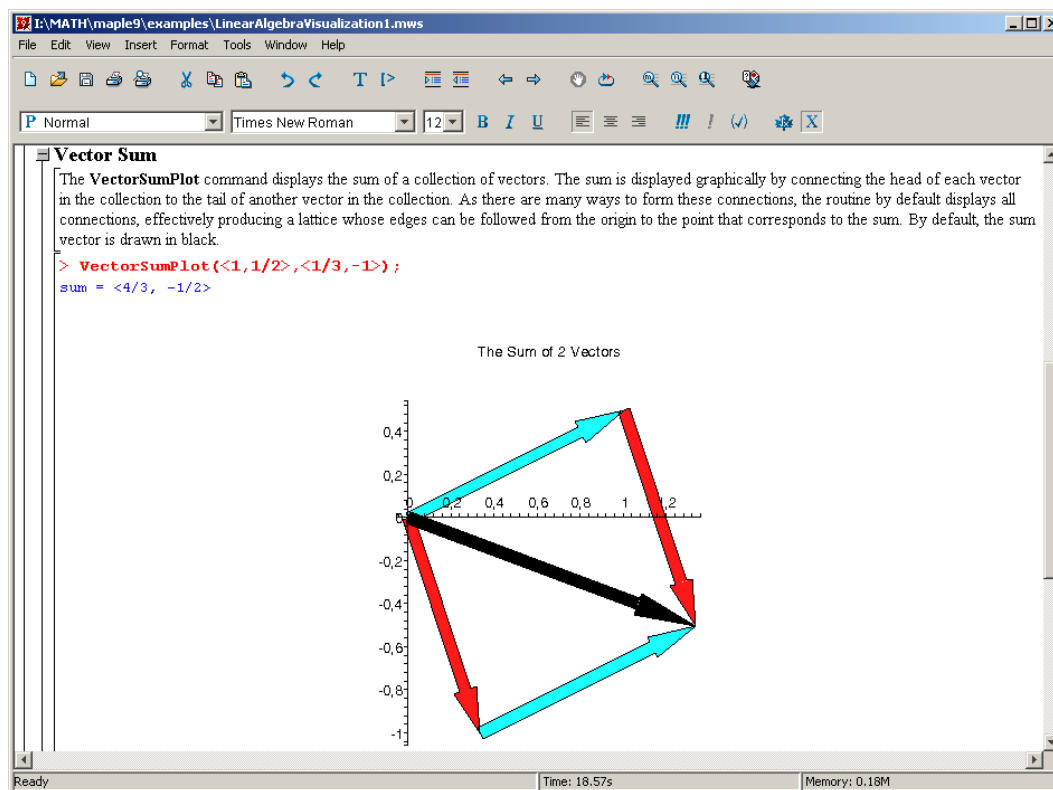 I:\MATH\maple9\examples\LinearAlgebraVisualization1.mws
File Edit View Insert Format Tools Window Help
T
P Normal Times New Roman 12 B I U !!! ! (√) X
Vector Sum
The VectorSumPlot command displays the sum of a collection of vectors. The sum is displayed graphically by connecting the head of each vector
in the collection to the tail of another vector in the collection. As there are many ways to form these connections, the routine by default displays all
connections, effectively producing a lattice whose edges can be followed from the origin to the point that corresponds to the sum. By default, the sum
vector is drawn in black.
> VectorSumPlot(<1,1/2>,<1/3,-1>);
sum = <4/3, -1/2>
The Sum of 2 Vectors
0,4
0,2
0 0,2 0,4 0,6 0,8 1 1,2
0
-0,2
-0,4
-0,6
-0,8
-1
Ready Time: 18.57s Memory: 0.18M